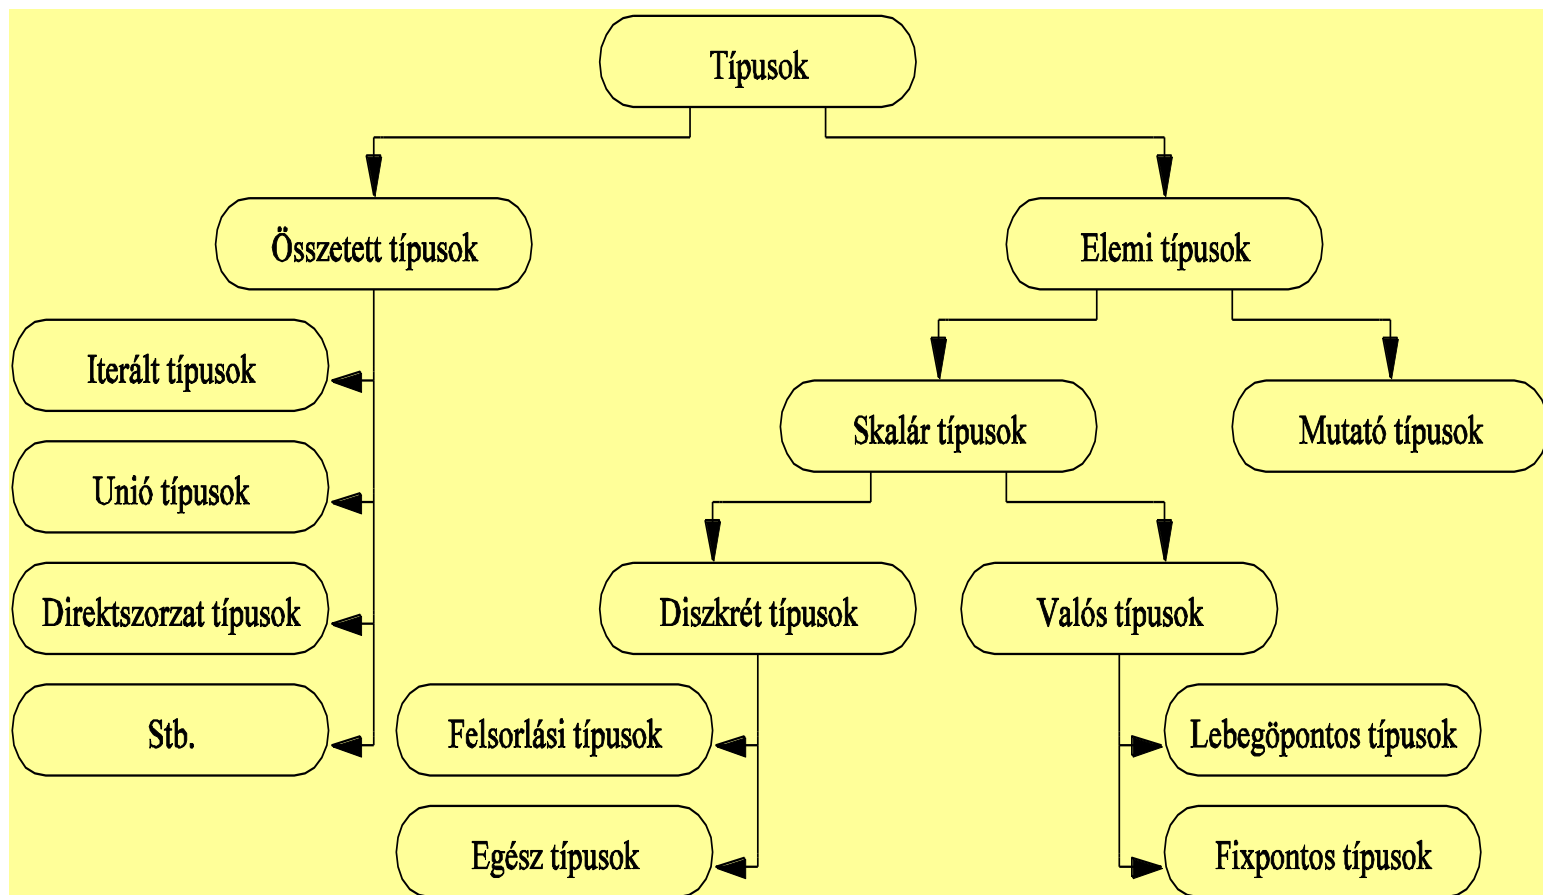 Típusok
Összetett típusok
Elemi típusok
Iterált típusok
Skalár típusok
Mutató típusok
Unió típusok
Direktszorzat típusok
Diszkrét típusok
Valós típusok
Stb.
Felsorlási típusok
Lebegöpontos típusok
Egész típusok
Fixpontos típusok